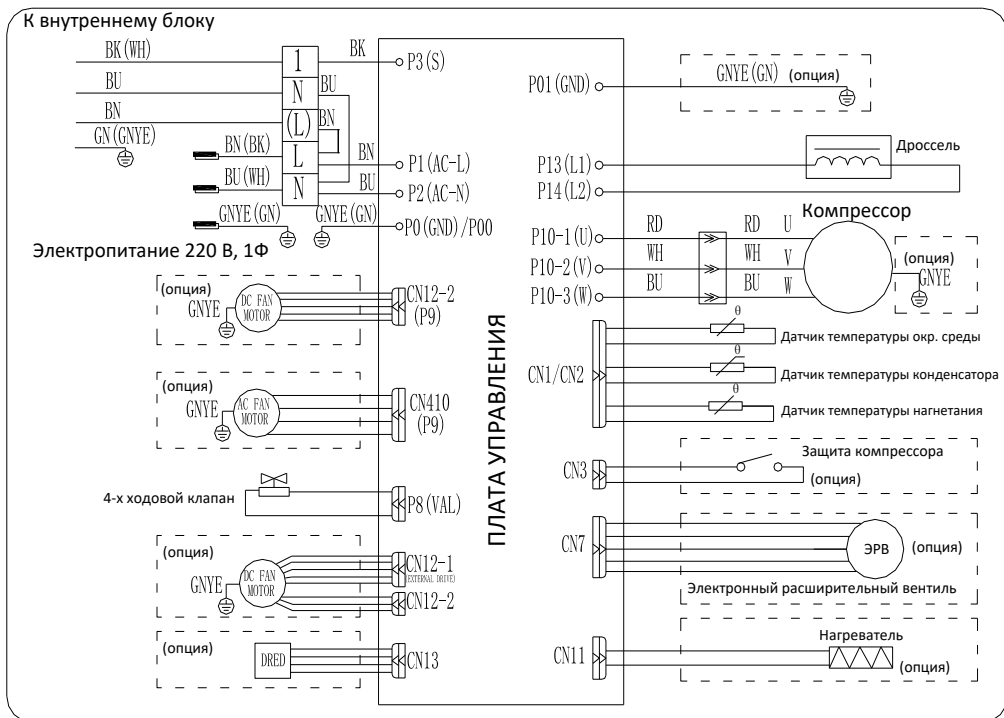 К внутреннему блоку
BK(WH)
BU
BN
GN(GNYE)
1
N
(L)
L
N
BK
BU
BN
BN
BU
P3(S)
BN(BK)
BU(WH)
GNYE(GN)
GNYE(GN)
P1(AC-L)
P2(AC-N)
P0(GND)/P00
Электропитание 220 В, 1Ф
(опция)
GNYE
DC FAN
MOTOR
CN12-2
(P9)
(опция)
GNYE
AC FAN
MOTOR
CN410
(P9)
4-х ходовой клапан
P8(VAL)
(опция)
GNYE
DC FAN
MOTOR
CN12-1
(EXTERNAL DRIVE)
CN12-2
(опция)
DRED
CN13
ПЛАТА УПРАВЛЕНИЯ
P01(GND)
GNYE(GN) (опция)
P13(L1)
P14(L2)
Дроссель
Компрессор
P10-1(U) RD RD U
P10-2(V) WH WH V
P10-3(W) BU BU W
(опция)
GNYE
CN1/CN2
θ
Датчик температуры окр. среды
θ
Датчик температуры конденсатора
θ
Датчик температуры нагнетания
CN3
Защита компрессора
(опция)
CN7
ЭРВ
(опция)
Электронный расширительный вентиль
CN11
Нагреватель
(опция)